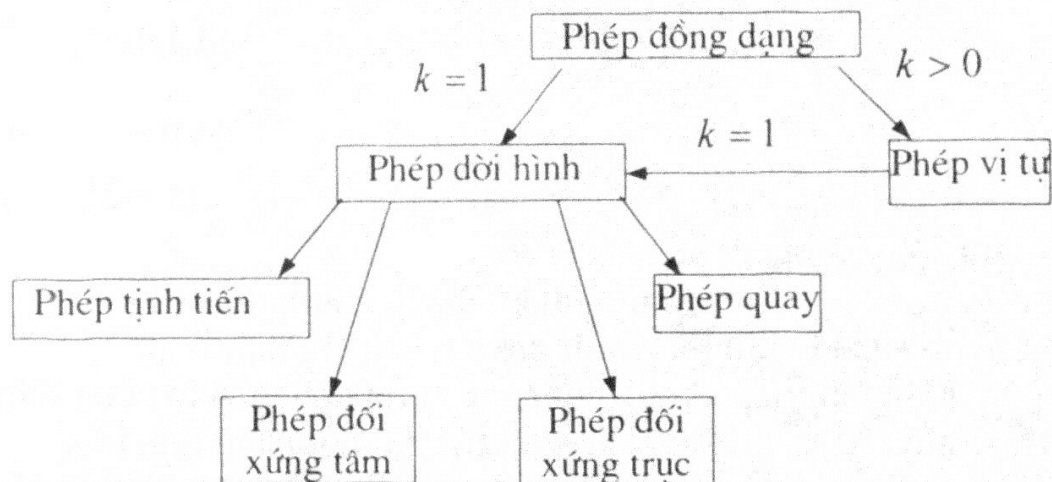 Phép đồng dạng
k = 1
k > 0
k = 1
Phép dời hình
Phép vị tự
Phép tịnh tiến
Phép quay
Phép đối
xứng tâm
Phép đối
xứng trục